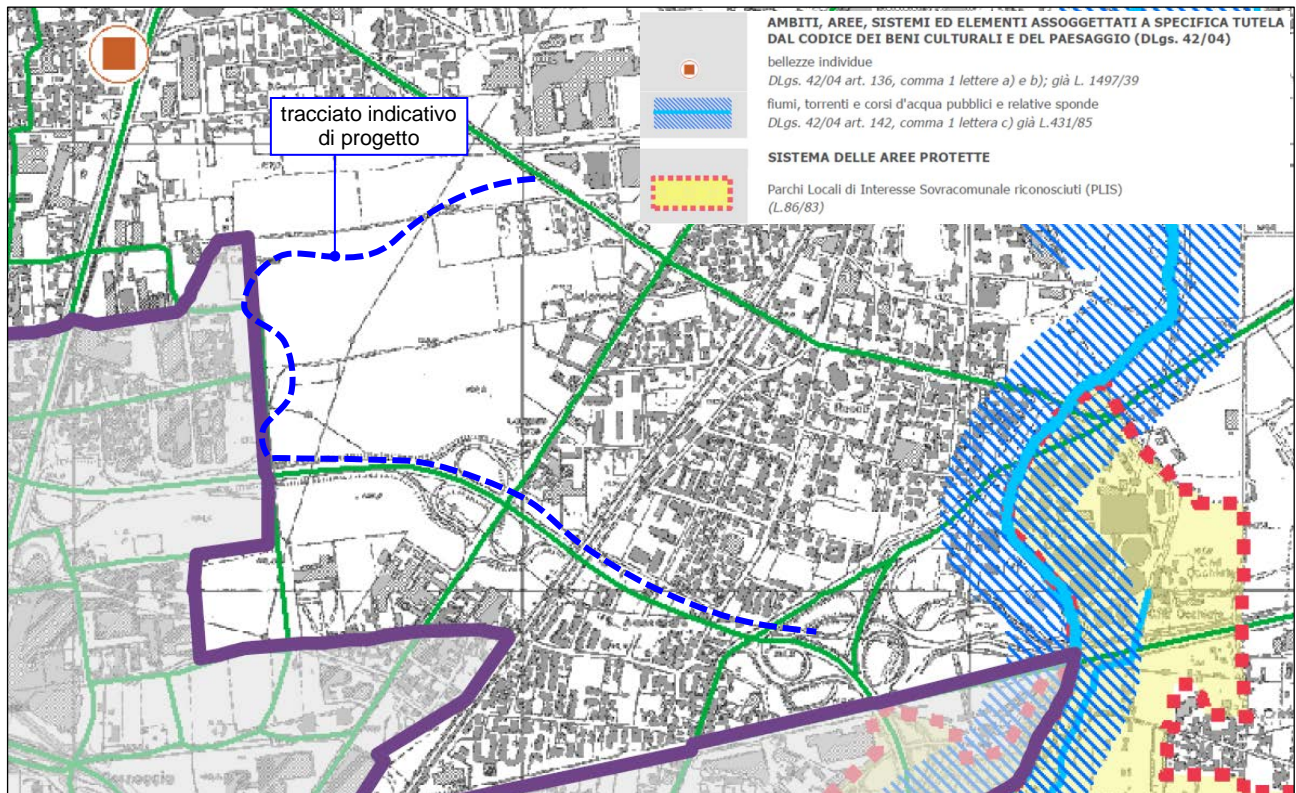 AMBITI, AREE, SISTEMI ED ELEMENTI ASSOGGETTATI A SPECIFICA TUTELA
DAL CODICE DEI BENI CULTURALI E DEL PAESAGGIO (DLgs. 42/04)
bellezze individue
DLgs. 42/04 art. 136, comma 1 lettere a) e b); già L. 1497/39
fiumi, torrenti e corsi d'acqua pubblici e relative sponde
DLgs. 42/04 art. 142, comma 1 lettera c) già L.431/85
SISTEMA DELLE AREE PROTETTE
Parchi Locali di Interesse Sovracomunale riconosciuti (PLIS)
(L.86/83)
tracciato indicativo
di progetto